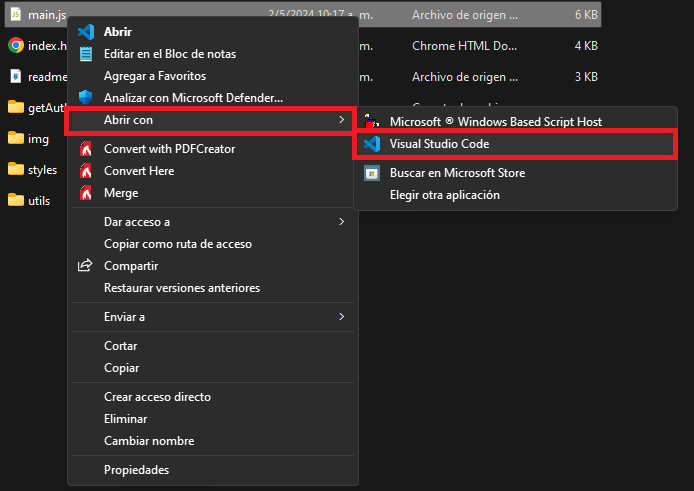 main.js 2/5/2024 10:17 a. m. Archivo de origen ... 6 KB
index.h m. Chrome HTML Do... 4 KB
readme m. Archivo de origen ... 3 KB
getAut
img
styles
utils
Abrir
Editar en el Bloc de notas
Agregar a Favoritos
Analizar con Microsoft Defender...
Abrir con
Convert with PDFCreator
Convert Here
Merge
Dar acceso a
Copiar como ruta de acceso
Compartir
Restaurar versiones anteriores
Enviar a
Cortar
Copiar
Crear acceso directo
Eliminar
Cambiar nombre
Propiedades
Microsoft ® Windows Based Script Host
Visual Studio Code
Buscar en Microsoft Store
Elegir otra aplicación